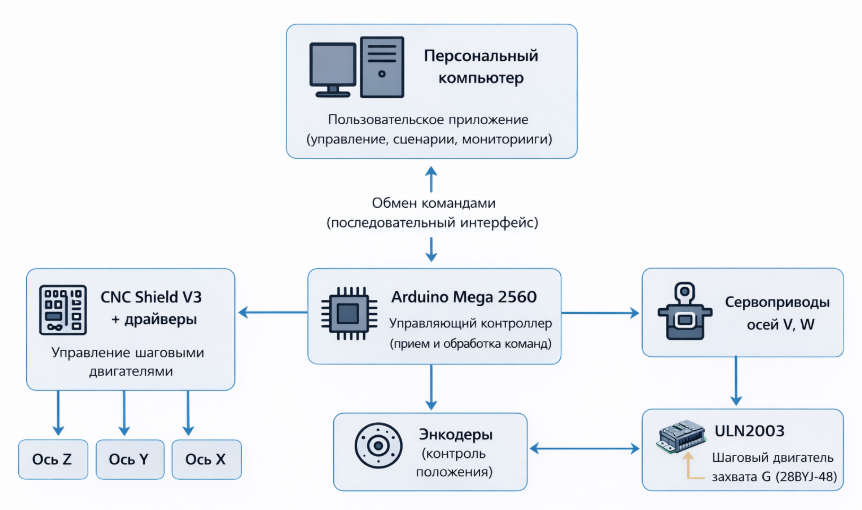 Персональный
компьютер
Пользовательское приложение
(управление, сценарии, мониторииги)
Обмен командами
(последовательный интерфейс)
CNC Shield V3
+ драйверы
Управление шаговыми
двигателями
Arduino Mega 2560
Управляющий контроллер
(прием и обработка команд)
Сервоприводы
осей V, W
Ось Z
Ось Y
Ось X
Энкодеры
(контроль
положения)
ULN2003
Шаговый двигатель
захвата G (28BYJ-48)